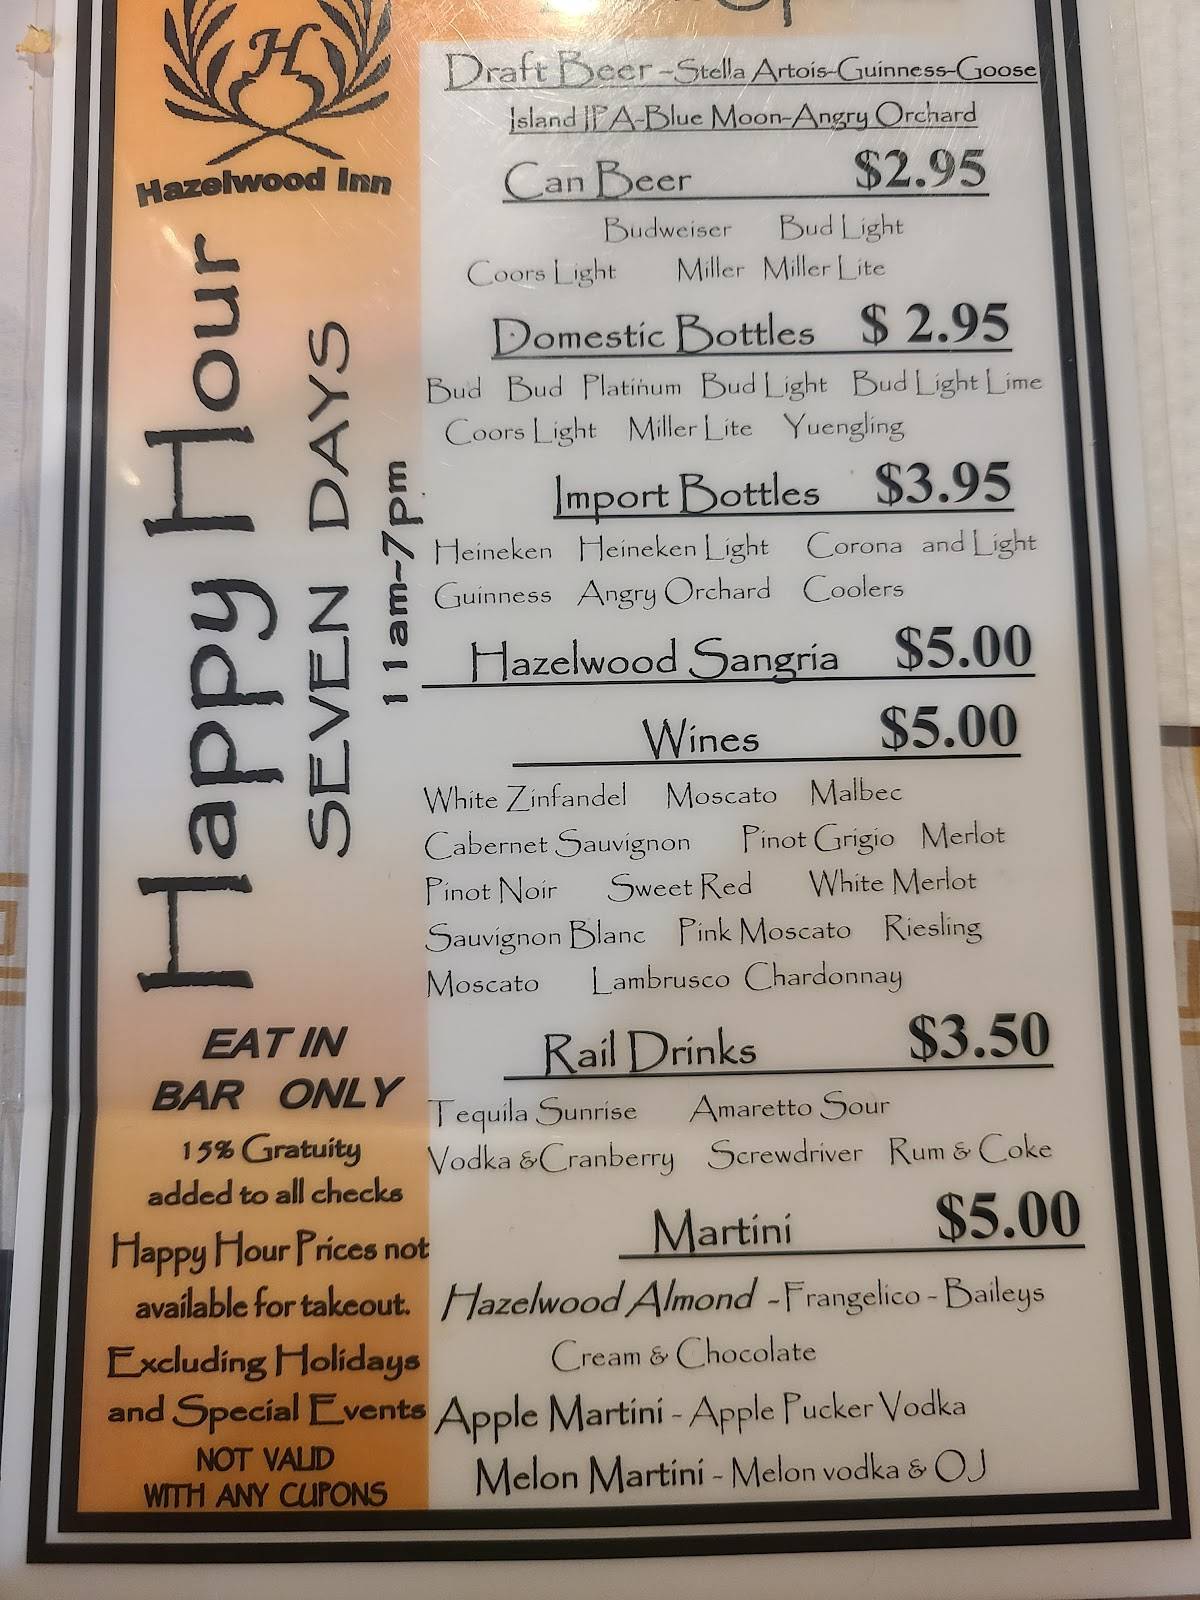 H
Hazelwood Inn
Happy Hour
SEVEN DAYS
11am-7pm
EAT IN
BAR ONLY
15% Gratuity
added to all checks
Happy Hour Prices not
available for takeout.
Excluding Holidays
and Special Events
NOT VALID
WITH ANY CUPONS
Draft Beer -Stella Artois-Guinness-Goose
Island IPA-Blue Moon-Angry Orchard
Can Beer $2.95
Budweiser Bud Light
Coors Light Miller Miller Lite
Domestic Bottles $ 2.95
Bud Bud Platinum Bud Light Bud Light Lime
Coors Light Miller Lite Yuengling
Import Bottles $3.95
Heineken Heineken Light Corona and Light
Guinness Angry Orchard Coolers
Hazelwood Sangria $5.00
Wines $5.00
White Zinfandel Moscato Malbec
Cabernet Sauvignon Pinot Grigio Merlot
Pinot Noir Sweet Red White Merlot
Sauvignon Blanc Pink Moscato Riesling
Moscato Lambrusco Chardonnay
Rail Drinks $3.50
Tequila Sunrise Amaretto Sour
Vodka &Cranberry Screwdriver Rum & Coke
Martini $5.00
Hazelwood Almond -Frangelico - Baileys
Cream & Chocolate
Apple Martini - Apple Pucker Vodka
Melon Martini - Melon vodka & OJ